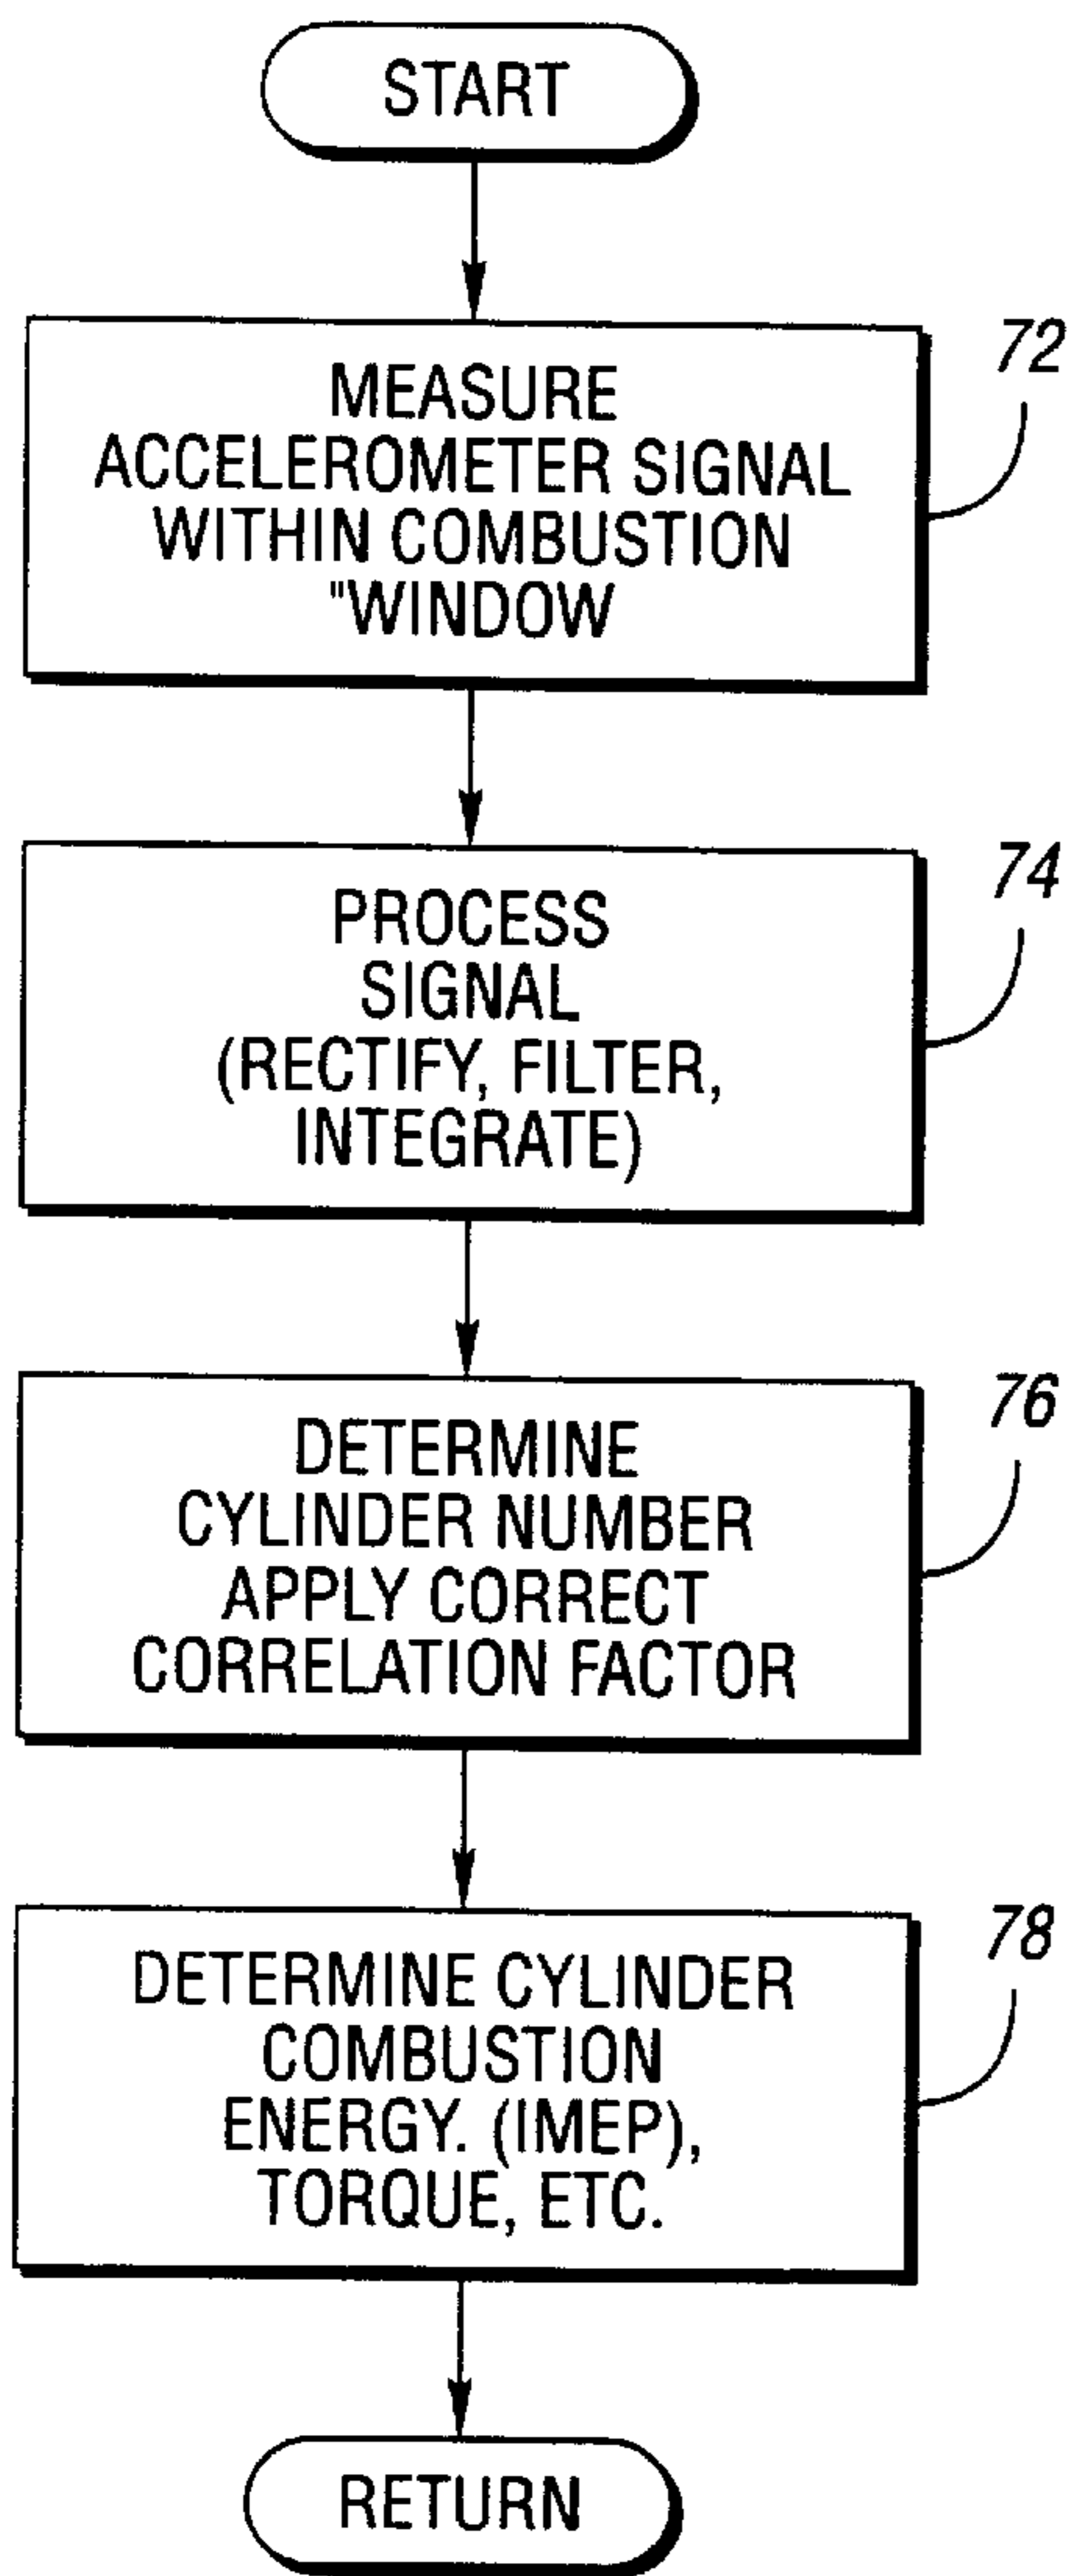 START
72
MEASURE
ACCELEROMETER SIGNAL
WITHIN COMBUSTION
"WINDOW
74
PROCESS
SIGNAL
(RECTIFY, FILTER,
INTEGRATE)
76
DETERMINE
CYLINDER NUMBER
APPLY CORRECT
CORRELATION FACTOR
78
DETERMINE CYLINDER
COMBUSTION
ENERGY. (IMEP),
TORQUE, ETC.
RETURN